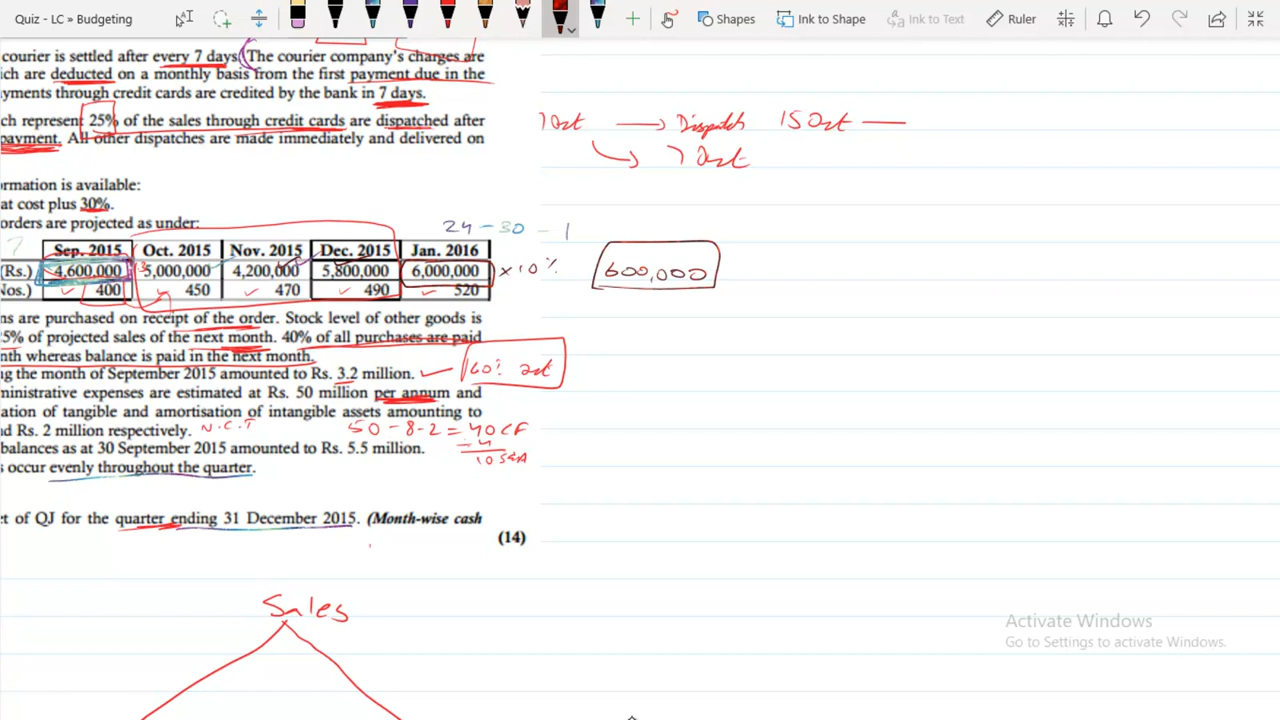 Quiz - LC » Budgeting
Shapes
Ink to Shape
Ink to Text
Ruler
courier is settled after every 7 days. (The courier company's charges are
ich are deducted on a monthly basis from the first payment due in the
yments through credit cards are credited by the bank in 7 days.
ch represent 25% of the sales through credit cards are dispatched after
payment. All other dispatches are made immediately and delivered on
Oct → Dispatch 15 Oct —
7 Oct
rmation is available:
at cost plus 30%.
orders are projected as under:
24 - 30 - 1
Sep. 2015 Oct. 2015 Nov. 2015 Dec. 2015 Jan. 2016
(Rs.) 4,600,000 5,000,000 4,200,000 5,800,000 6,000,000 × 10% 600,000
Nos.) 400 450 470 490 520
ns are purchased on receipt of the order. Stock level of other goods is
5% of projected sales of the next month. 40% of all purchases are paid
nth whereas balance is paid in the next month.
ng the month of September 2015 amounted to Rs. 3.2 million. 60% oct
ministrative expenses are estimated at Rs. 50 million per annum and
ation of tangible and amortisation of intangible assets amounting to
nd Rs. 2 million respectively. N.C.T 50 - 8 - 2 = 40 CF
÷ 4
balances as at 30 September 2015 amounted to Rs. 5.5 million.
10 S&A
s occur evenly throughout the quarter.
et of QJ for the quarter ending 31 December 2015. (Month-wise cash
(14)
Sales
Activate Windows
Go to Settings to activate Windows.